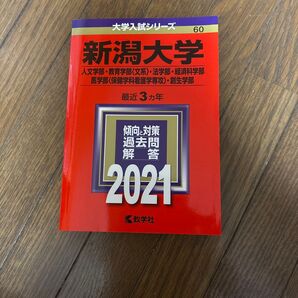 大学入試シリーズ
60
新潟大学
人文学部・教育学部〈文系〉・法学部・経済科学部
医学部〈保健学科看護学専攻〉・創生学部
最近3カ年
傾向と対策
過去問
解答
2021
教学社